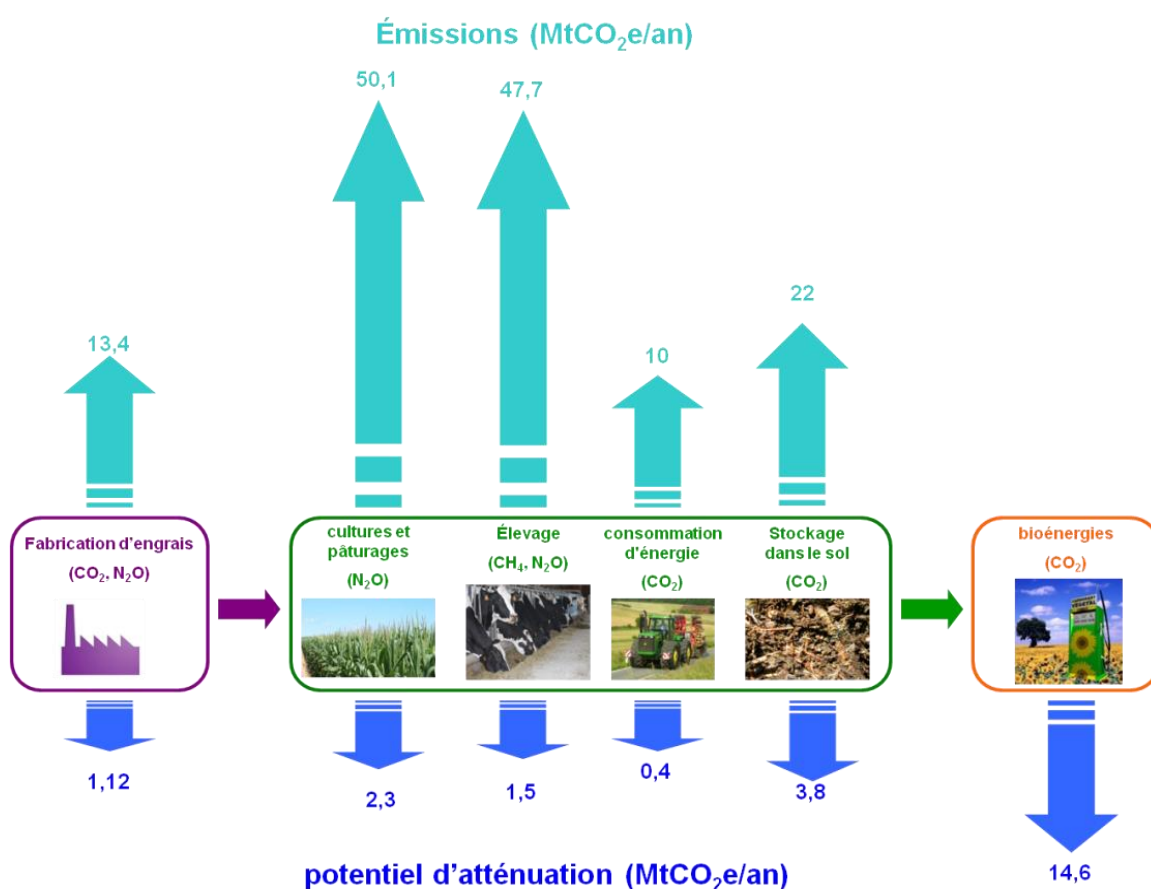 Émissions (MtCO₂e/an)
50,1
47,7
22
13,4
10
Fabrication d'engrais
(CO₂, N₂O)
cultures et
pâturages
(N₂O)
Élevage
(CH₄, N₂O)
consommation
d'énergie
(CO₂)
Stockage
dans le sol
(CO₂)
bioénergies
(CO₂)
1,12
2,3
1,5
0,4
3,8
14,6
potentiel d'atténuation (MtCO₂e/an)